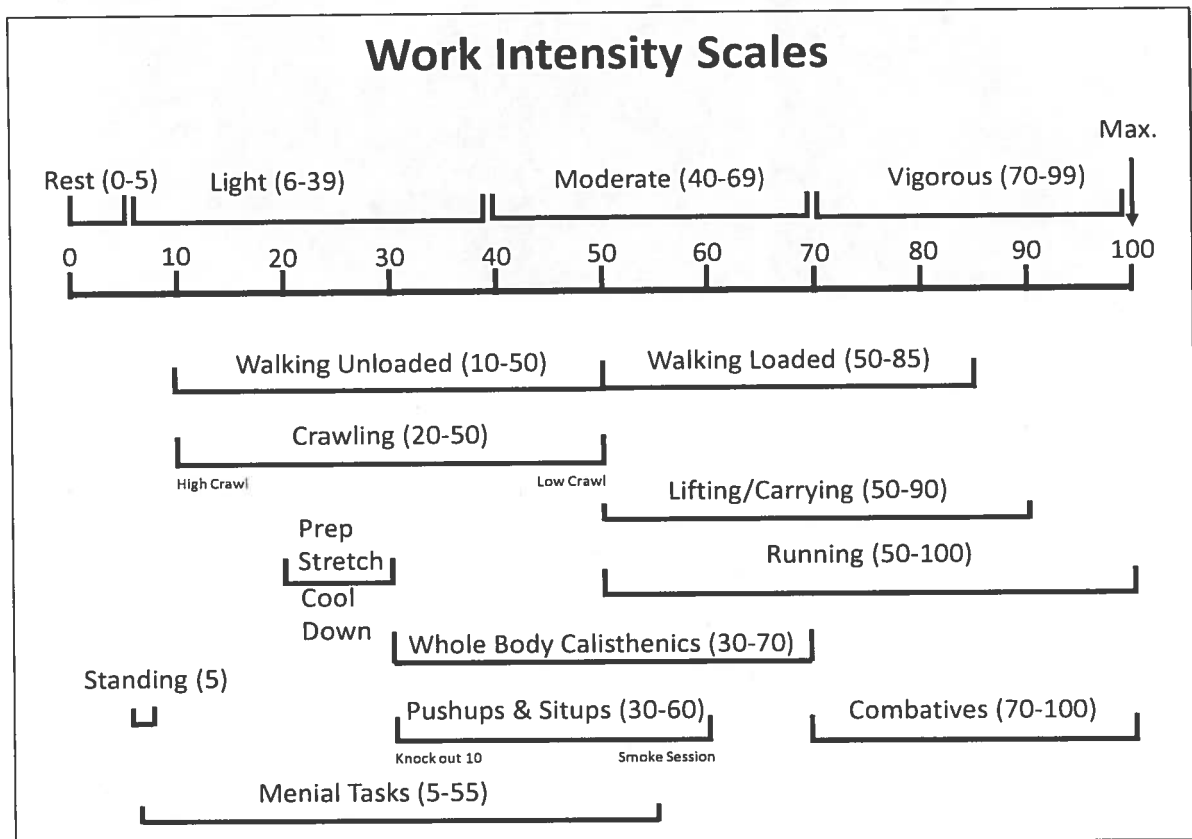 Work Intensity Scales
Max.
Rest (0-5) Light (6-39) Moderate (40-69) Vigorous (70-99)
0 10 20 30 40 50 60 70 80 90 100
Walking Unloaded (10-50) Walking Loaded (50-85)
Crawling (20-50)
High Crawl Low Crawl
Lifting/Carrying (50-90)
Prep
Stretch
Running (50-100)
Cool
Down
Whole Body Calisthenics (30-70)
Standing (5)
Pushups & Situps (30-60) Combatives (70-100)
Knock out 10 Smoke Session
Menial Tasks (5-55)